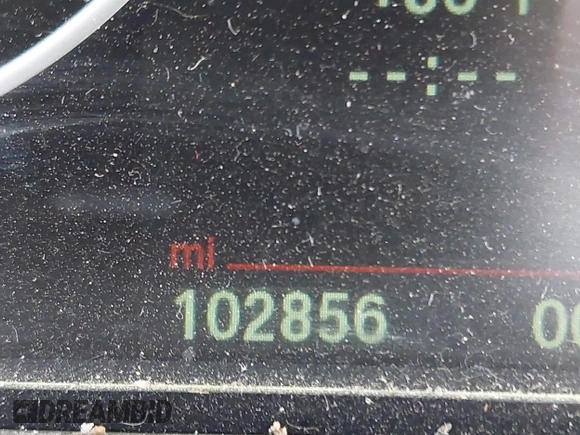 --:--
mi
102856
DREAMBID